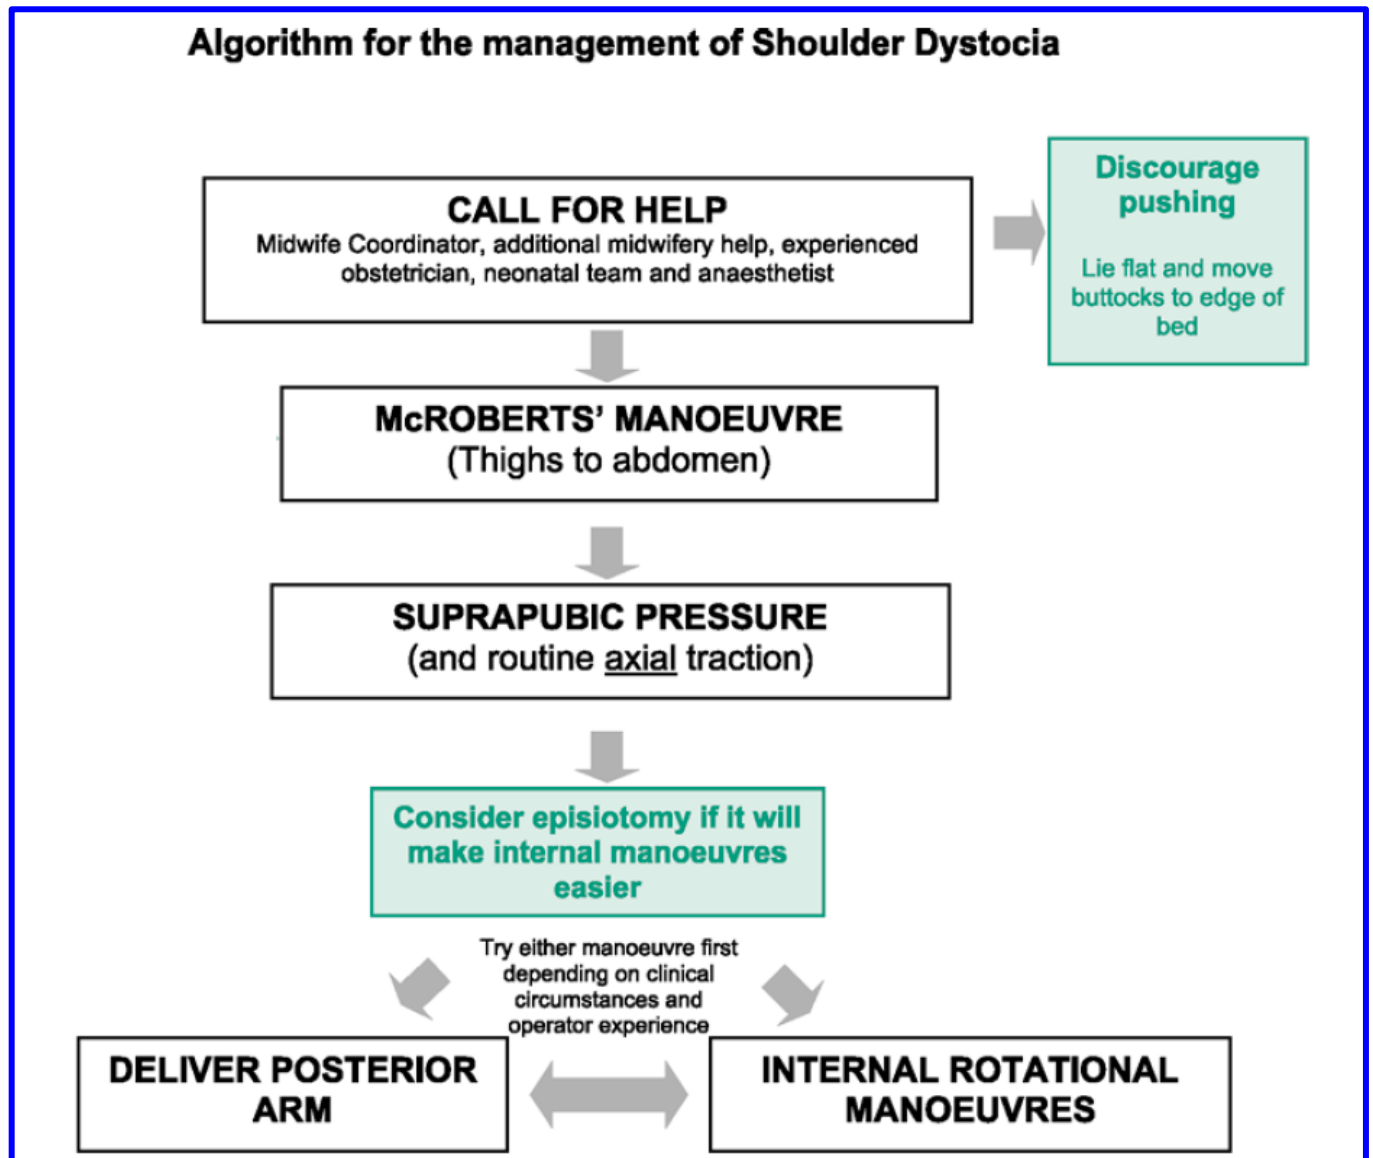 Algorithm for the management of Shoulder Dystocia
CALL FOR HELP
Midwife Coordinator, additional midwifery help, experienced
obstetrician, neonatal team and anaesthetist
Discourage
pushing
Lie flat and move
buttocks to edge of
bed
McROBERTS’ MANOEUVRE
(Thighs to abdomen)
SUPRAPUBIC PRESSURE
(and routine axial traction)
Consider episiotomy if it will
make internal manoeuvres
easier
Try either manoeuvre first
depending on clinical
circumstances and
operator experience
DELIVER POSTERIOR
ARM
INTERNAL ROTATIONAL
MANOEUVRES